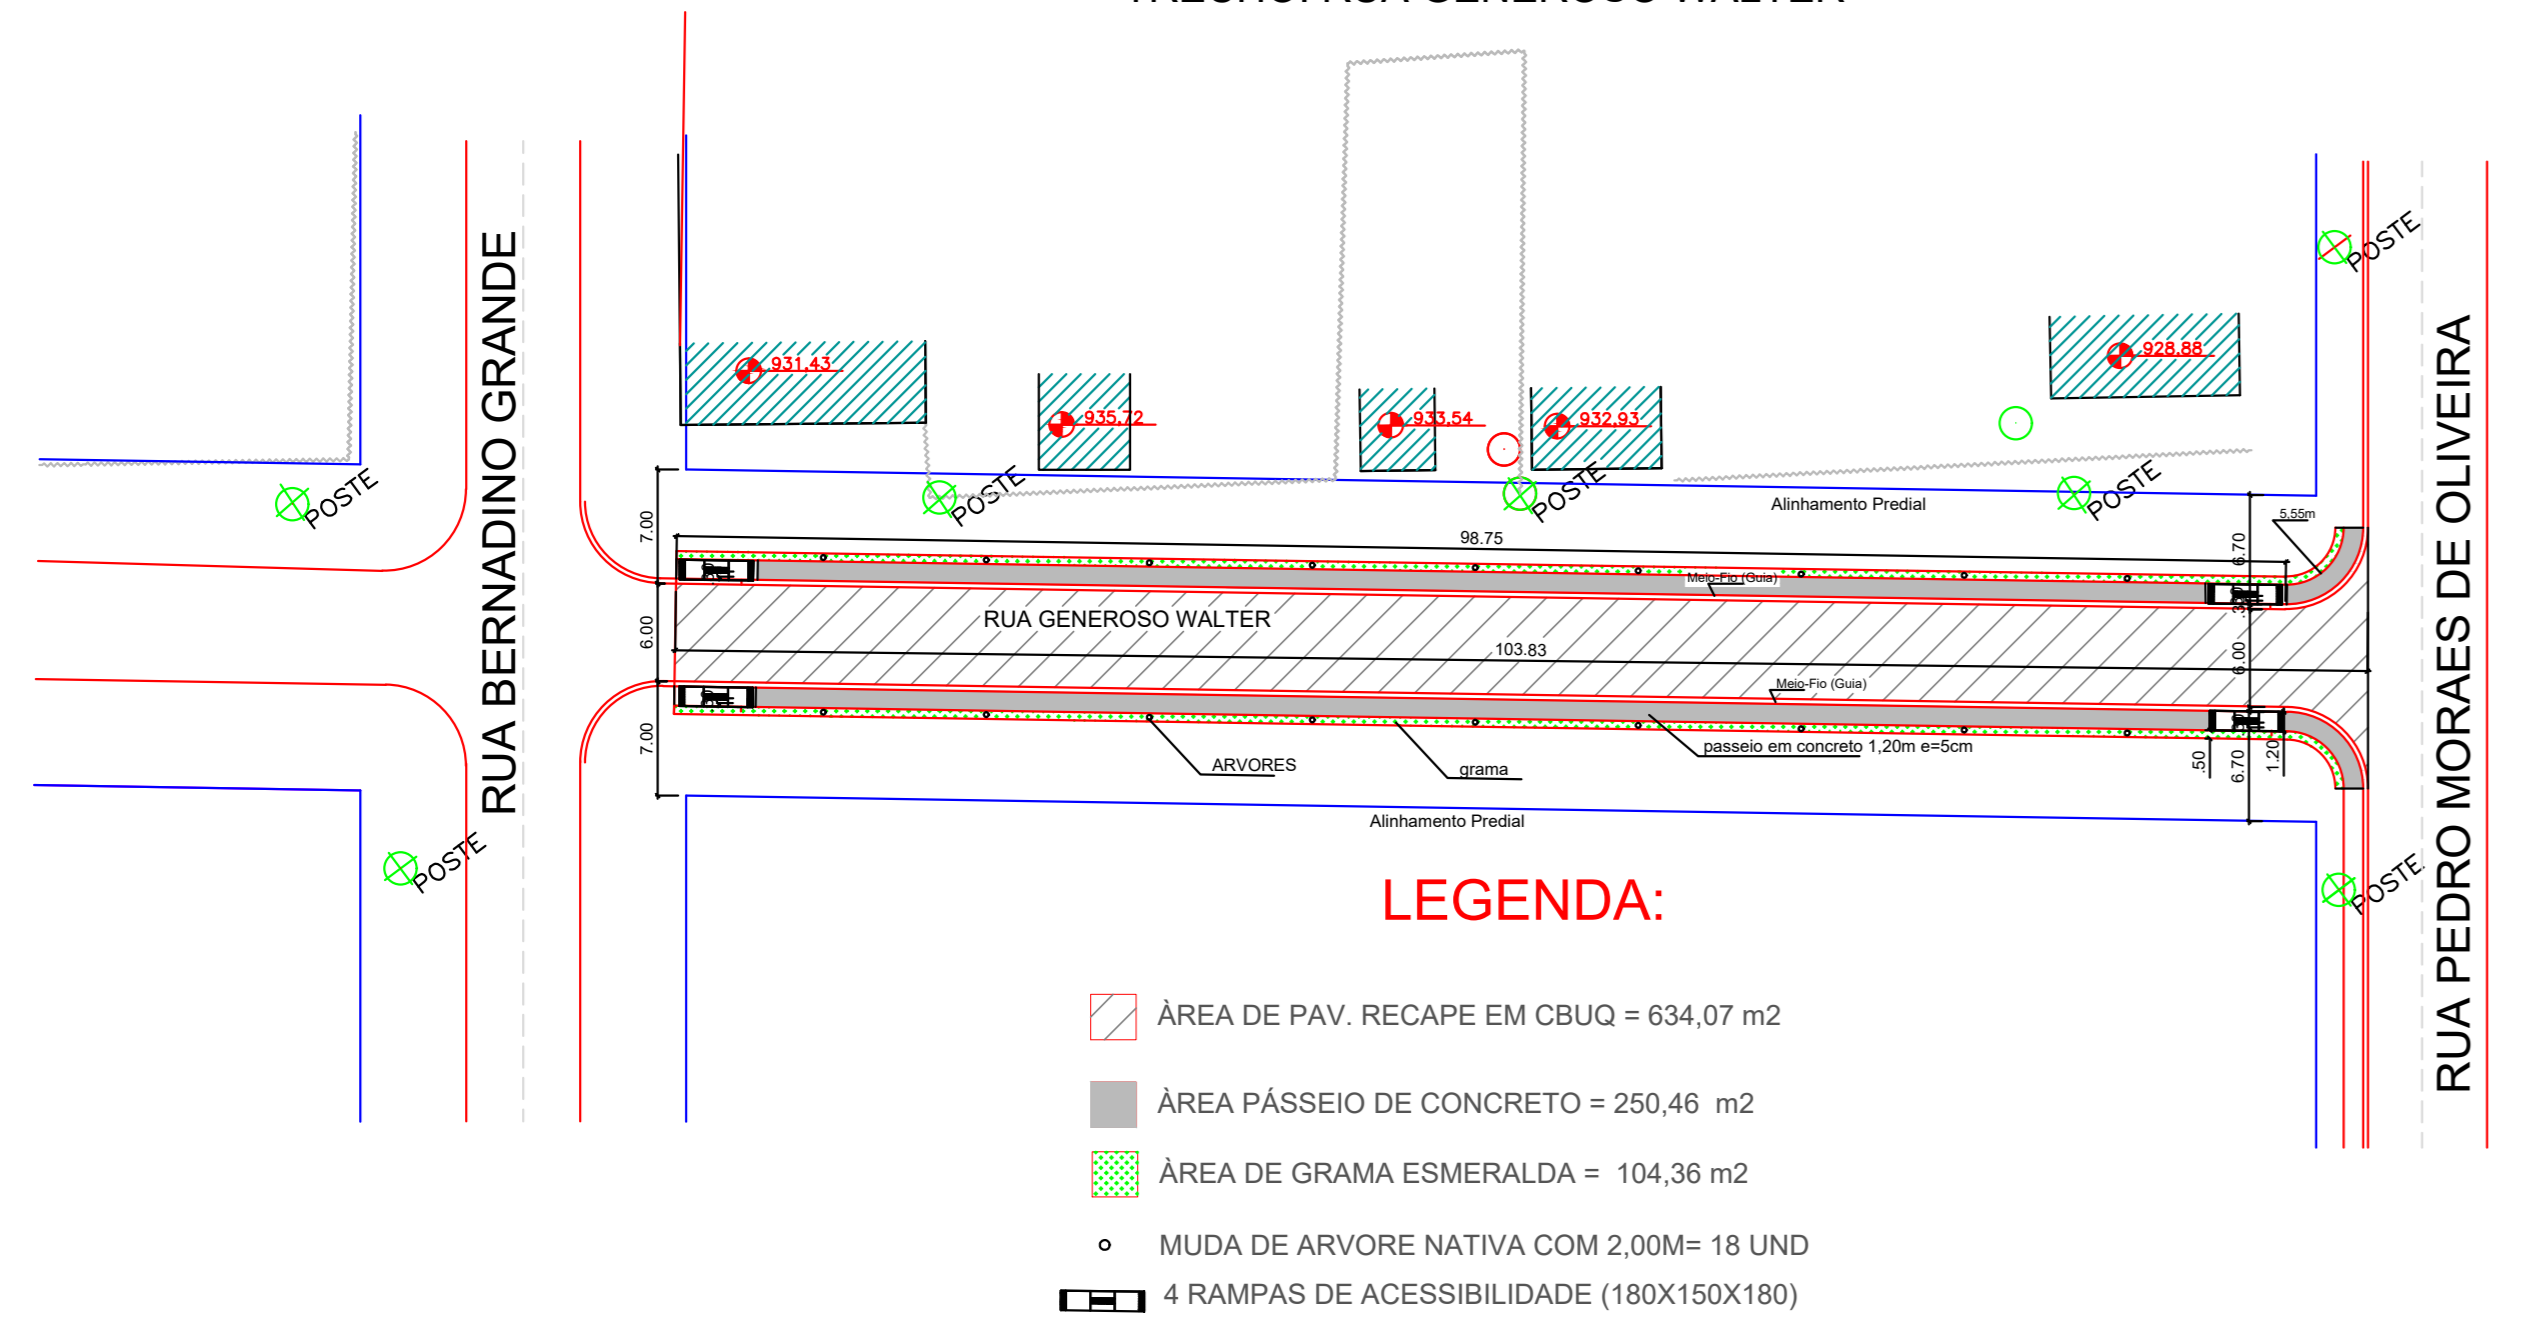 TRECHO: RUA GENEROSO WALTER
RUA BERNADINO GRANDE
RUA PEDRO MORAES DE OLIVEIRA
POSTE
931.43
935.72
933.54
932.93
928.88
POSTE
POSTE
POSTE
POSTE
Alinhamento Predial
5,55m
7.00
98.75
6.70
Meio-Fio (Guia)
RUA GENEROSO WALTER
6.00
103.83
6.00
Meio-Fio (Guia)
7.00
passeio em concreto 1,20m e=5cm
ARVORES
grama
.50
6.70
1.20
Alinhamento Predial
POSTE
POSTE
LEGENDA:
ÀREA DE PAV. RECAPE EM CBUQ = 634,07 m2
ÀREA PÁSSEIO DE CONCRETO = 250,46 m2
ÀREA DE GRAMA ESMERALDA = 104,36 m2
MUDA DE ARVORE NATIVA COM 2,00M= 18 UND
4 RAMPAS DE ACESSIBILIDADE (180X150X180)